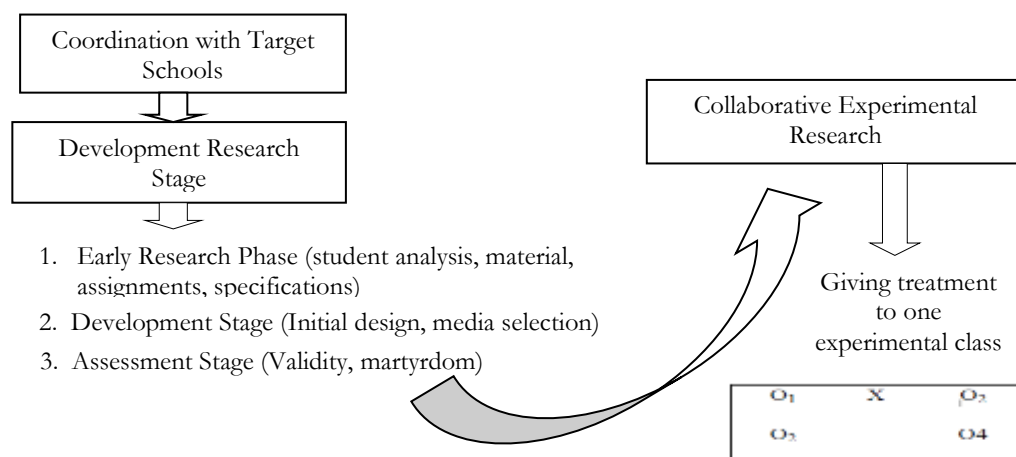 Coordination with Target
Schools
Development Research
Stage
1. Early Research Phase (student analysis, material,
assignments, specifications)
2. Development Stage (Initial design, media selection)
3. Assessment Stage (Validity, martyrdom)
Collaborative Experimental
Research
Giving treatment
to one
experimental class
O₁ X O₂
O₂ O4